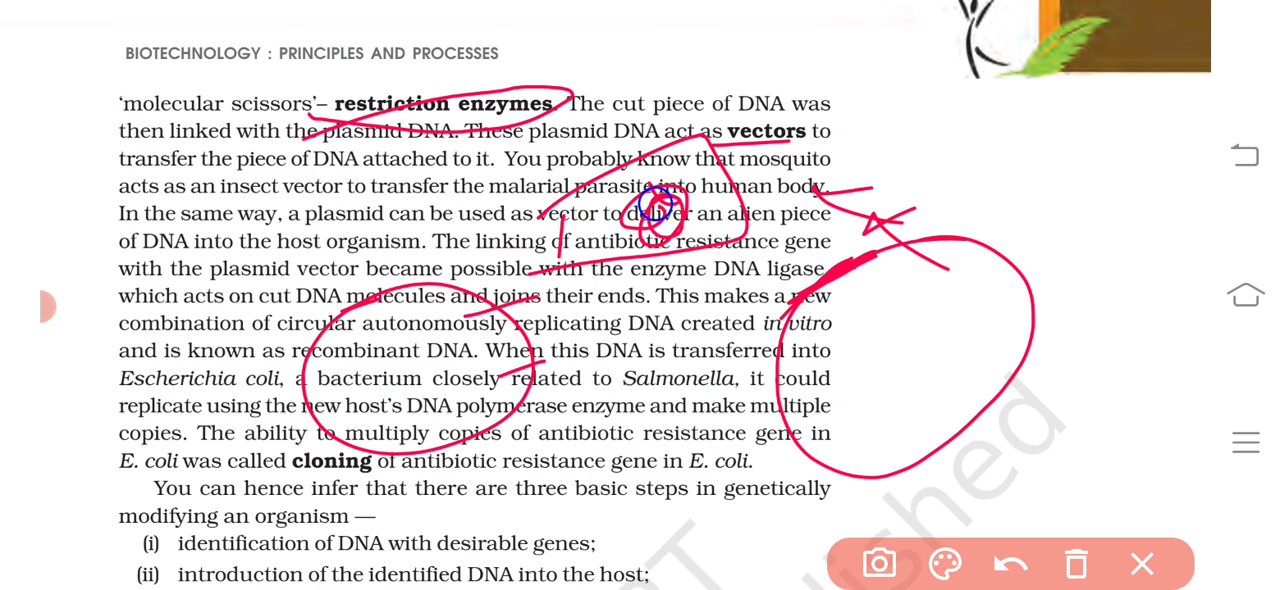 BIOTECHNOLOGY : PRINCIPLES AND PROCESSES
‘molecular scissors’– restriction enzymes. The cut piece of DNA was
then linked with the plasmid DNA. These plasmid DNA act as vectors to
transfer the piece of DNA attached to it. You probably know that mosquito
acts as an insect vector to transfer the malarial parasite into human body.
In the same way, a plasmid can be used as vector to deliver an alien piece
of DNA into the host organism. The linking of antibiotic resistance gene
with the plasmid vector became possible with the enzyme DNA ligase,
which acts on cut DNA molecules and joins their ends. This makes a new
combination of circular autonomously replicating DNA created in vitro
and is known as recombinant DNA. When this DNA is transferred into
Escherichia coli, a bacterium closely related to Salmonella, it could
replicate using the new host’s DNA polymerase enzyme and make multiple
copies. The ability to multiply copies of antibiotic resistance gene in
E. coli was called cloning of antibiotic resistance gene in E. coli.
You can hence infer that there are three basic steps in genetically
modifying an organism —
(i) identification of DNA with desirable genes;
(ii) introduction of the identified DNA into the host;